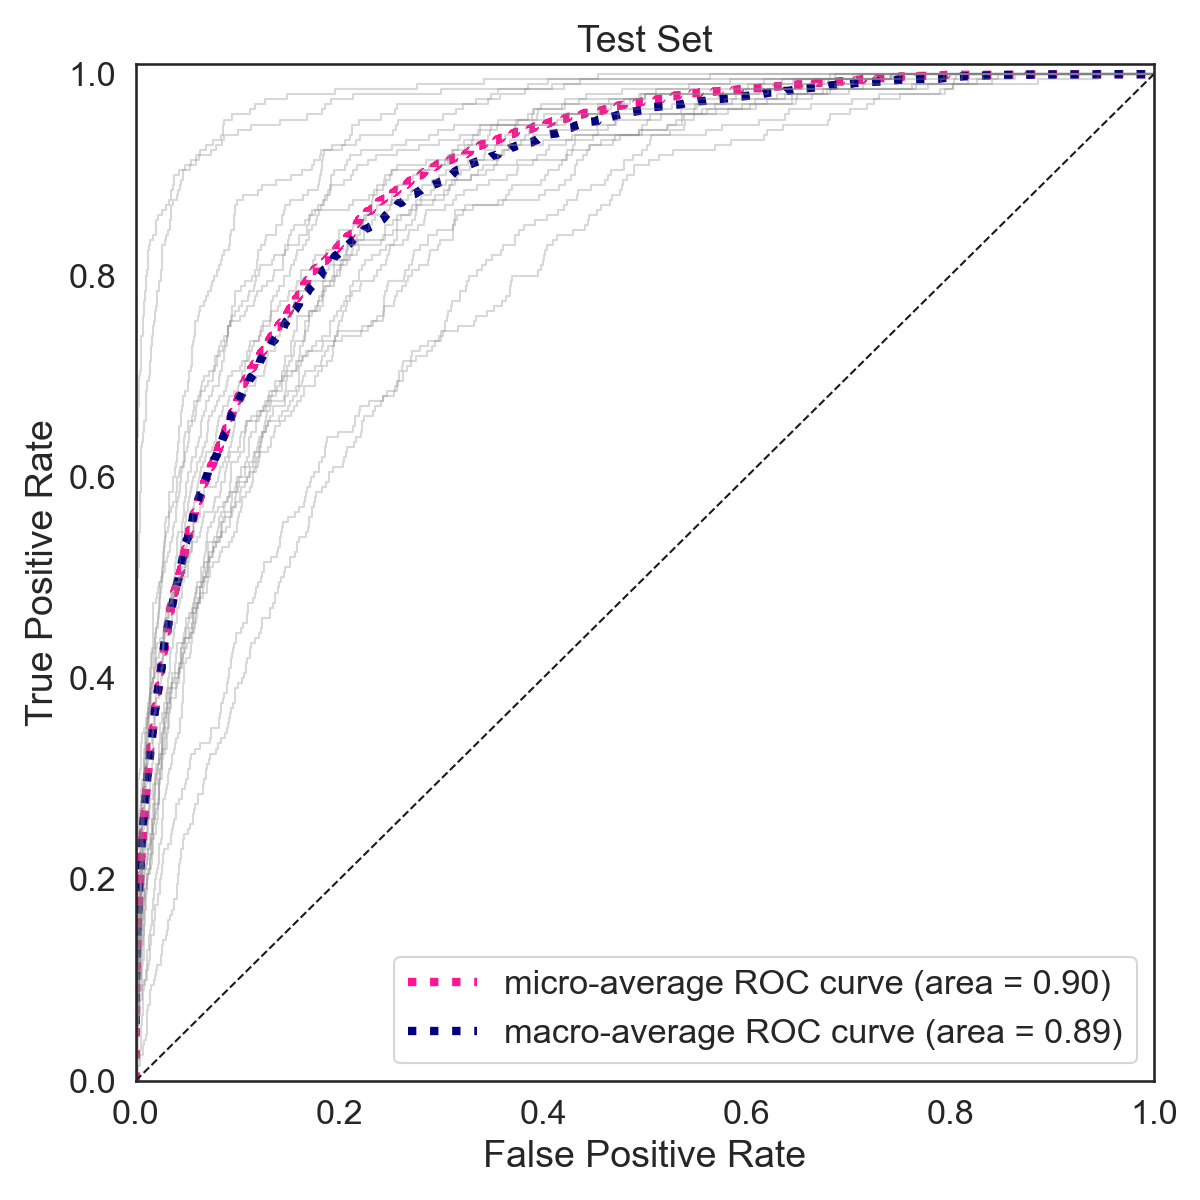 Test Set
True Positive Rate
1.0
0.8
0.6
0.4
0.2
0.0
micro-average ROC curve (area = 0.90)
macro-average ROC curve (area = 0.89)
0.0 0.2 0.4 0.6 0.8 1.0
False Positive Rate